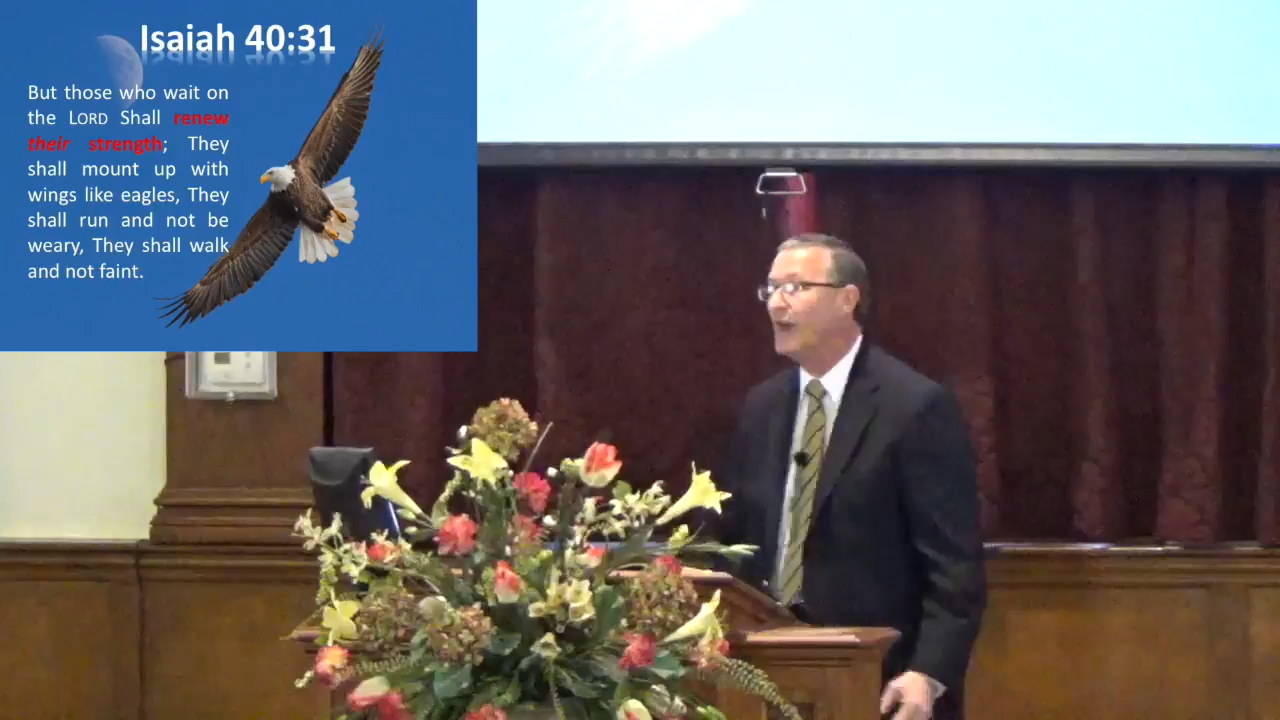 Isaiah 40:31
But those who wait on
the LORD Shall renew
their strength; They
shall mount up with
wings like eagles, They
shall run and not be
weary, They shall walk
and not faint.